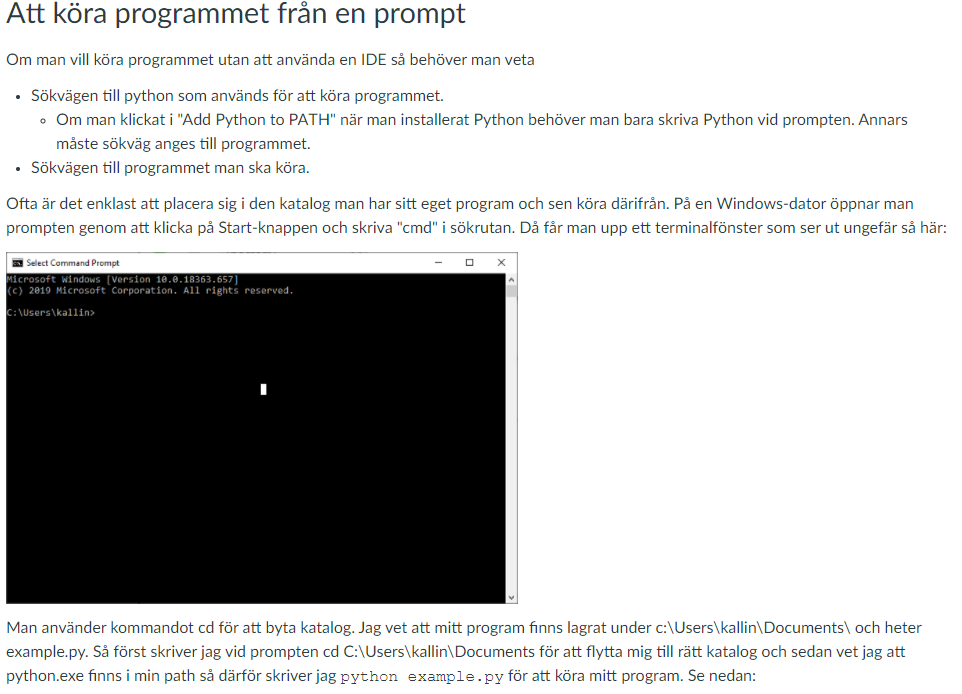 Att köra programmet från en prompt
Om man vill köra programmet utan att använda en IDE så behöver man veta
• Sökvägen till python som används för att köra programmet.
◦ Om man klickat i "Add Python to PATH" när man installerat Python behöver man bara skriva Python vid prompten. Annars
måste sökväg anges till programmet.
• Sökvägen till programmet man ska köra.
Ofta är det enklast att placera sig i den katalog man har sitt eget program och sen köra därifrån. På en Windows-dator öppnar man
prompten genom att klicka på Start-knappen och skriva "cmd" i sökrutan. Då får man upp ett terminalfönster som ser ut ungefär så här:
Select Command Prompt
Microsoft Windows [Version 10.0.18363.657]
(c) 2019 Microsoft Corporation. All rights reserved.
C:\Users\kallin>
Man använder kommandot cd för att byta katalog. Jag vet att mitt program finns lagrat under c:\Users\kallin\Documents\ och heter
example.py. Så först skriver jag vid prompten cd C:\Users\kallin\Documents för att flytta mig till rätt katalog och sedan vet jag att
python.exe finns i min path så därför skriver jag python example.py för att köra mitt program. Se nedan: